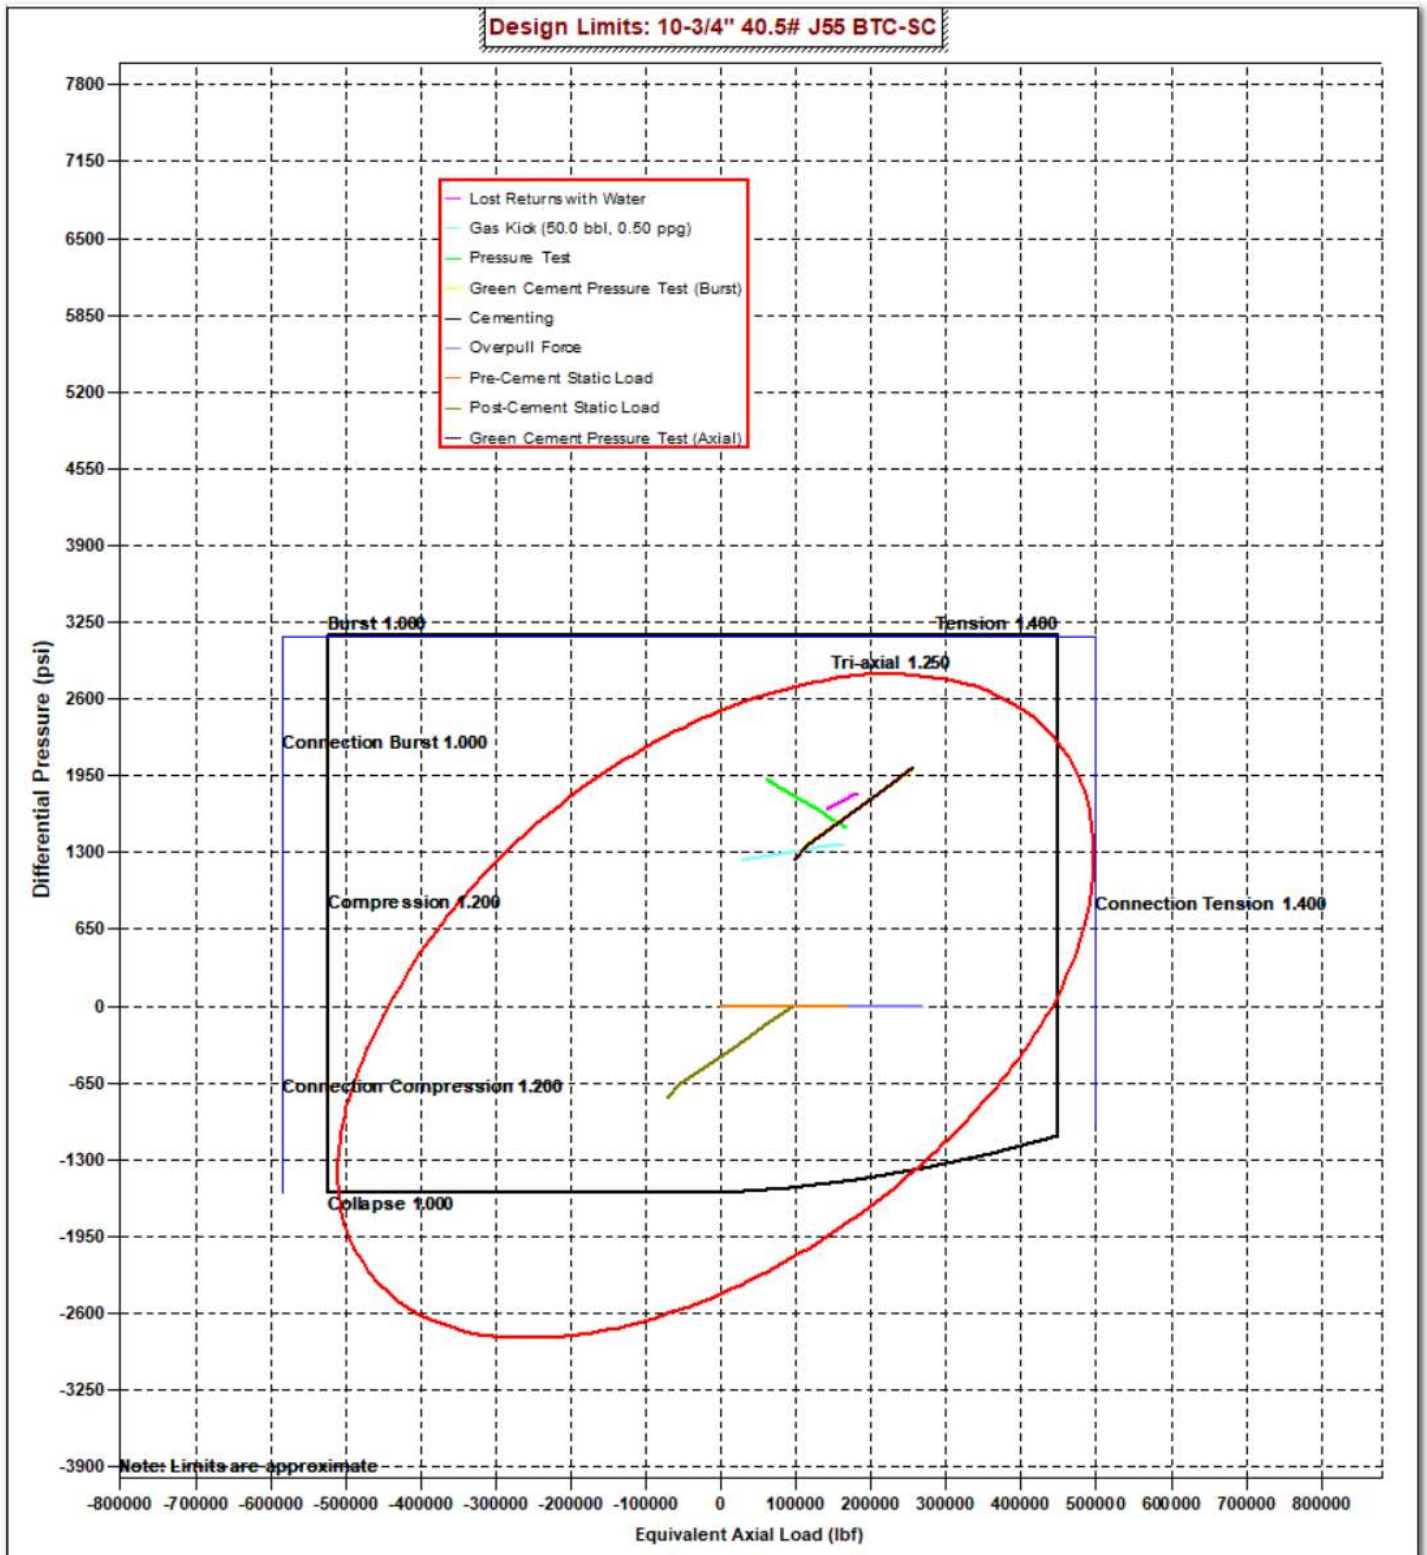 Design Limits: 10-3/4" 40.5# J55 BTC-SC
7800
7150
6500
5850
5200
4550
3900
3250
2600
1950
1300
650
0
-650
-1300
-1950
-2600
-3250
-3900
Differential Pressure (psi)
Lost Returns with Water
Gas Kick (50.0 bbl, 0.50 ppg)
Pressure Test
Green Cement Pressure Test (Burst)
Cementing
Overpull Force
Pre-Cement Static Load
Post-Cement Static Load
Green Cement Pressure Test (Axial)
Burst 1.000
Tension 1.400
Tri-axial 1.250
Connection Burst 1.000
Compression 1.200
Connection Tension 1.400
Connection Compression 1.200
Collapse 1.000
Note: Limits are approximate
-800000 -700000 -600000 -500000 -400000 -300000 -200000 -100000 0 100000 200000 300000 400000 500000 600000 700000 800000
Equivalent Axial Load (lbf)